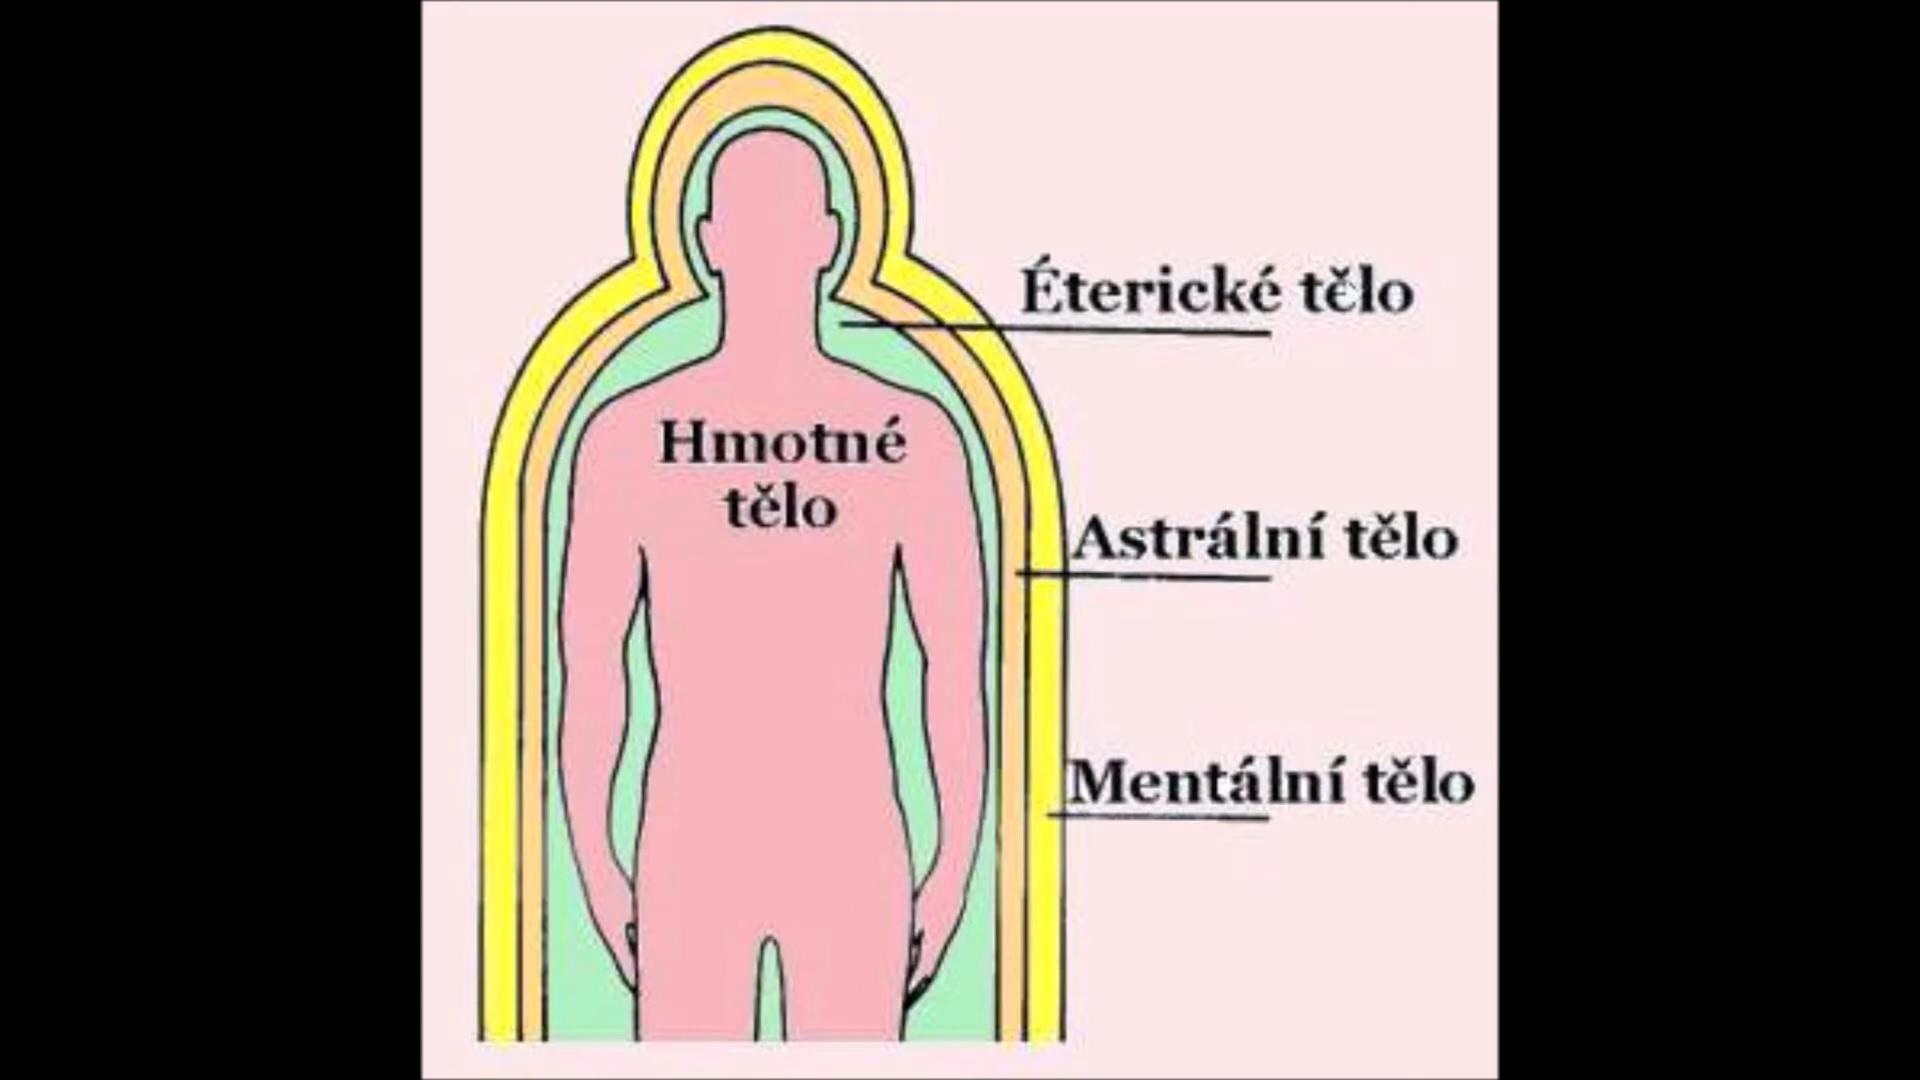 Éterické tělo
Hmotné
tělo
Astrální tělo
Mentální tělo